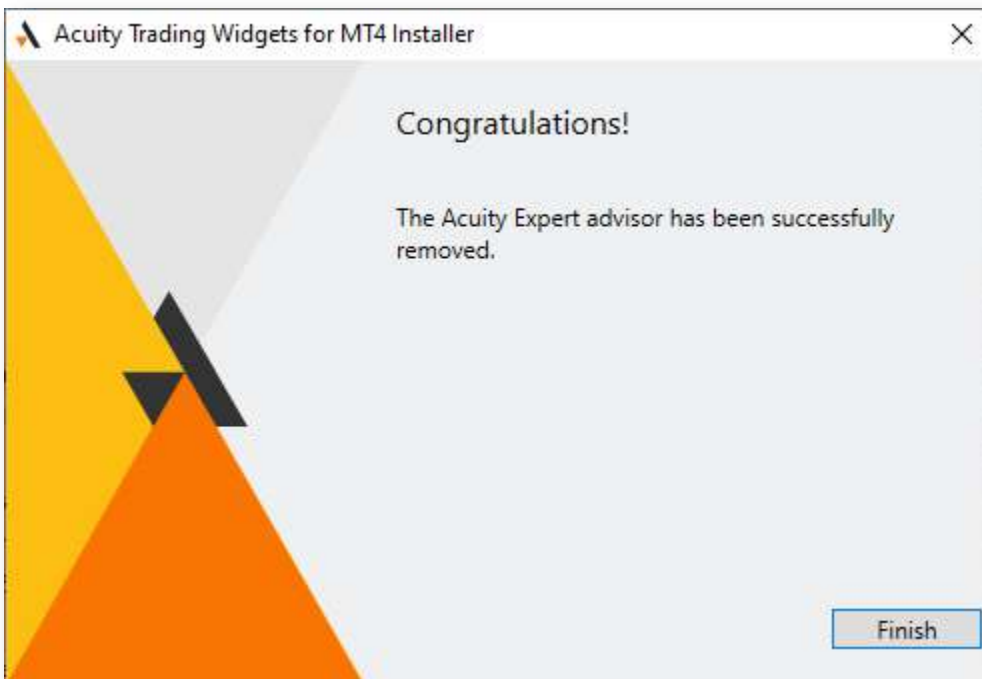 Acuity Trading Widgets for MT4 Installer
Congratulations!
The Acuity Expert advisor has been successfully
removed.
Finish